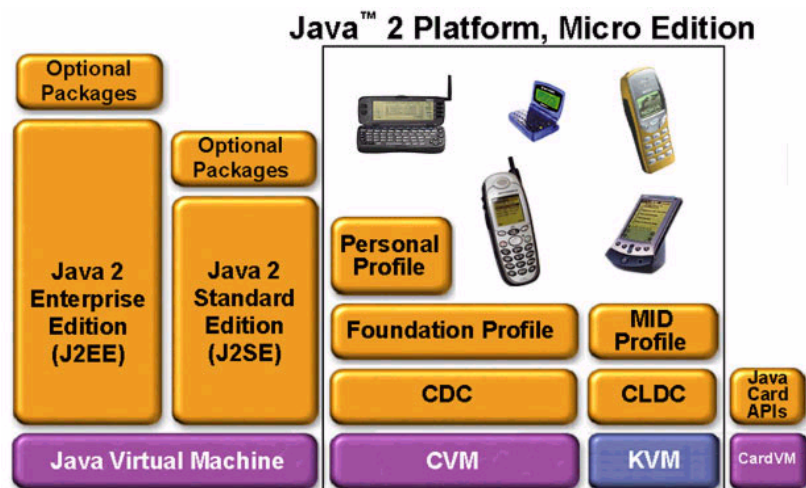 Java™ 2 Platform, Micro Edition
Optional
Packages
Optional
Packages
Java 2
Enterprise
Edition
(J2EE)
Java 2
Standard
Edition
(J2SE)
Personal
Profile
Foundation Profile
MID
Profile
CDC
CLDC
Java
Card
APIs
Java Virtual Machine
CVM
KVM
CardVM